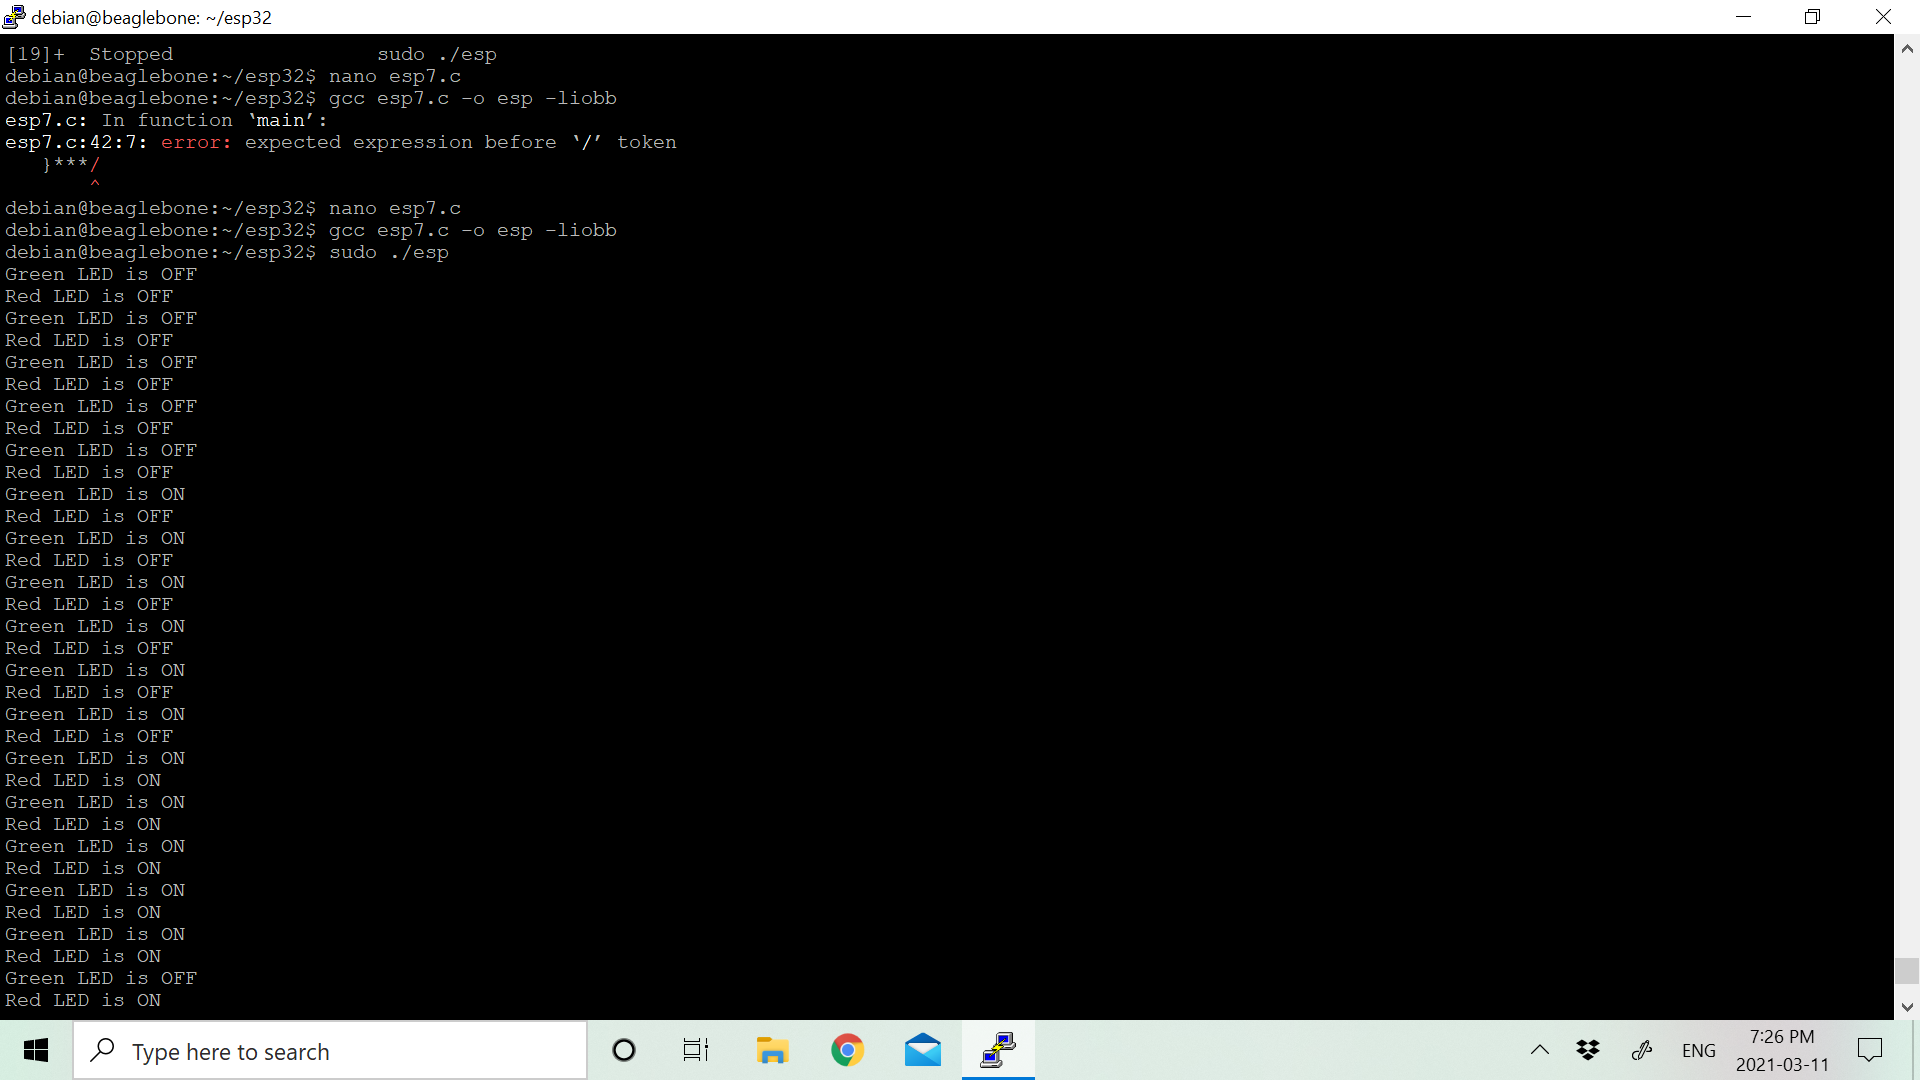 debian@beaglebone: ~/esp32
[19]+  Stopped                 sudo ./esp
debian@beaglebone:~/esp32$ nano esp7.c
debian@beaglebone:~/esp32$ gcc esp7.c -o esp -liobb
esp7.c: In function ‘main’:
esp7.c:42:7: error: expected expression before ‘/’ token
   }***/
       ^
debian@beaglebone:~/esp32$ nano esp7.c
debian@beaglebone:~/esp32$ gcc esp7.c -o esp -liobb
debian@beaglebone:~/esp32$ sudo ./esp
Green LED is OFF
Red LED is OFF
Green LED is OFF
Red LED is OFF
Green LED is OFF
Red LED is OFF
Green LED is OFF
Red LED is OFF
Green LED is OFF
Red LED is OFF
Green LED is ON
Red LED is OFF
Green LED is ON
Red LED is OFF
Green LED is ON
Red LED is OFF
Green LED is ON
Red LED is OFF
Green LED is ON
Red LED is OFF
Green LED is ON
Red LED is OFF
Green LED is ON
Red LED is ON
Green LED is ON
Red LED is ON
Green LED is ON
Red LED is ON
Green LED is ON
Red LED is ON
Green LED is ON
Red LED is ON
Green LED is OFF
Red LED is ON
Type here to search
ENG
7:26 PM
2021-03-11